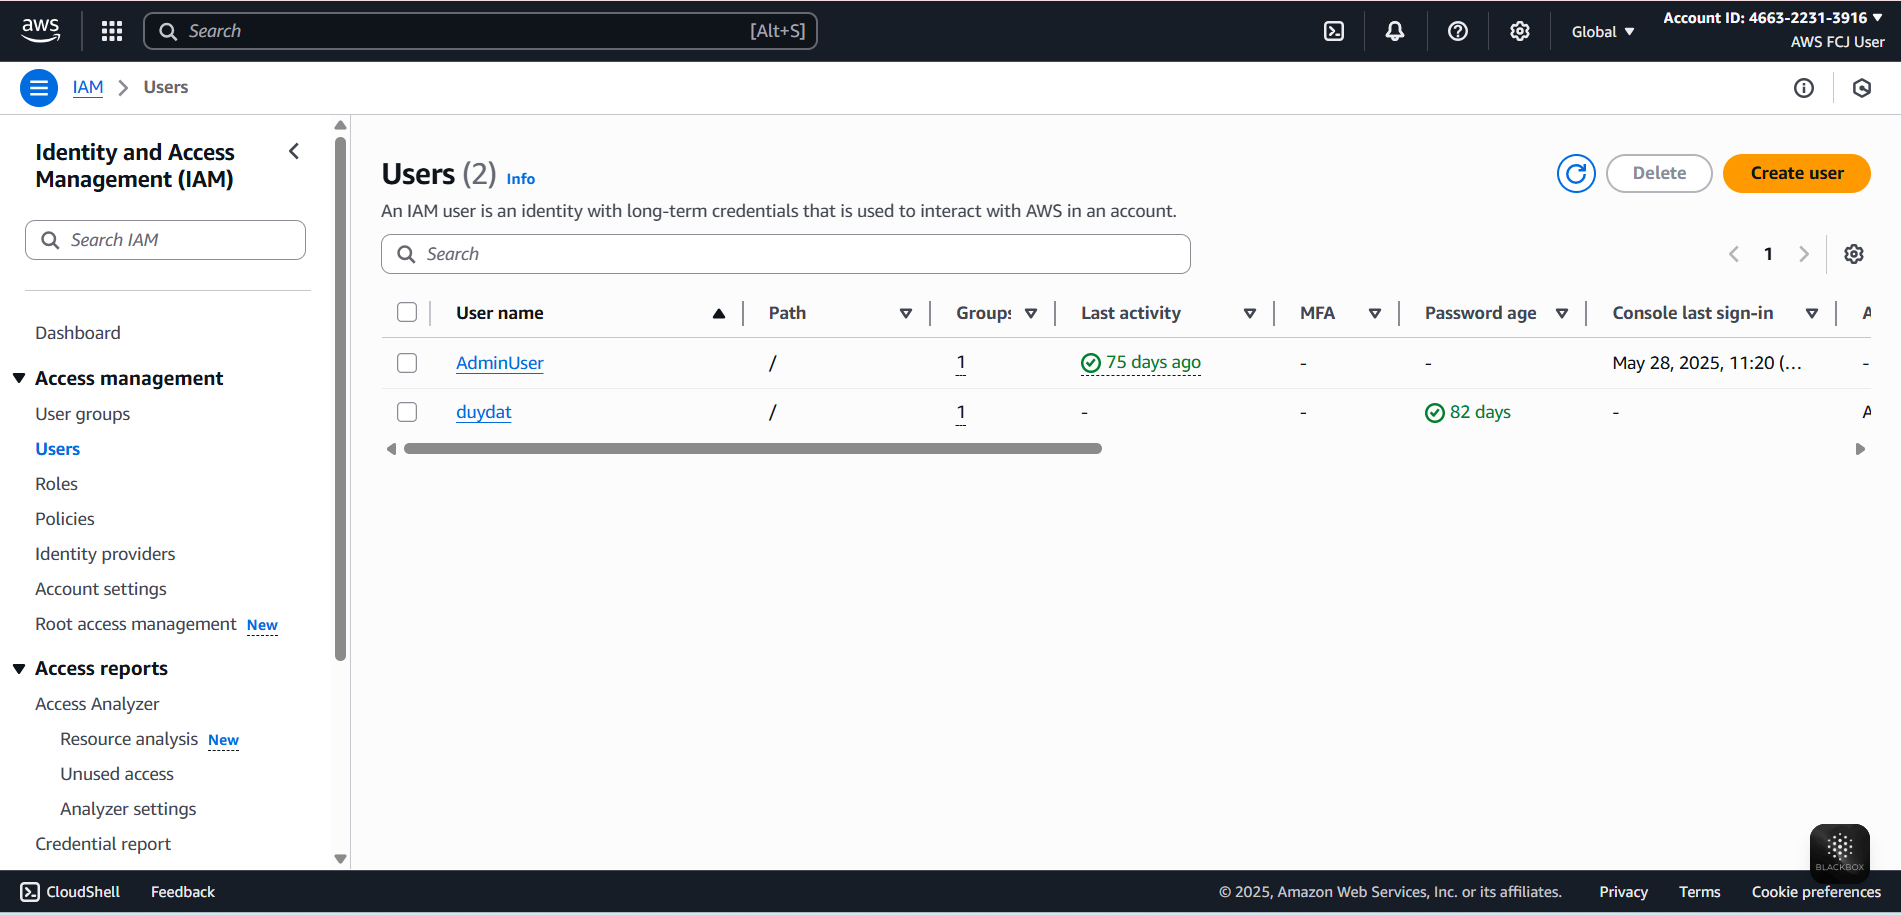 aws
Search [Alt+S]
Global
Account ID: 4663-2231-3916
AWS FCJ User
IAM
Users
Identity and Access Management (IAM)
Search IAM
Dashboard
Access management
User groups
Users
Roles
Policies
Identity providers
Account settings
Root access management New
Access reports
Access Analyzer
Resource analysis New
Unused access
Analyzer settings
Credential report
Users (2) Info
Delete
Create user
An IAM user is an identity with long-term credentials that is used to interact with AWS in an account.
Search
1
User name Path Groups Last activity MFA Password age Console last sign-in A
AdminUser / 1 75 days ago - - May 28, 2025, 11:20 (... -
duydat / 1 - - 82 days - A
BLACKBOX
CloudShell Feedback © 2025, Amazon Web Services, Inc. or its affiliates. Privacy Terms Cookie preferences